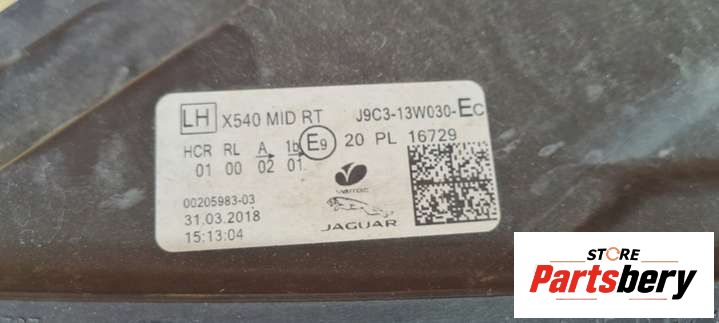 LH X540 MID RT J9C3-13W030-EC
HCR RL A 1b E9 20 PL 16729
01 00 02 01
varroc
00205983-03
31.03.2018
JAGUAR
15:13:04
STORE
Partsbery